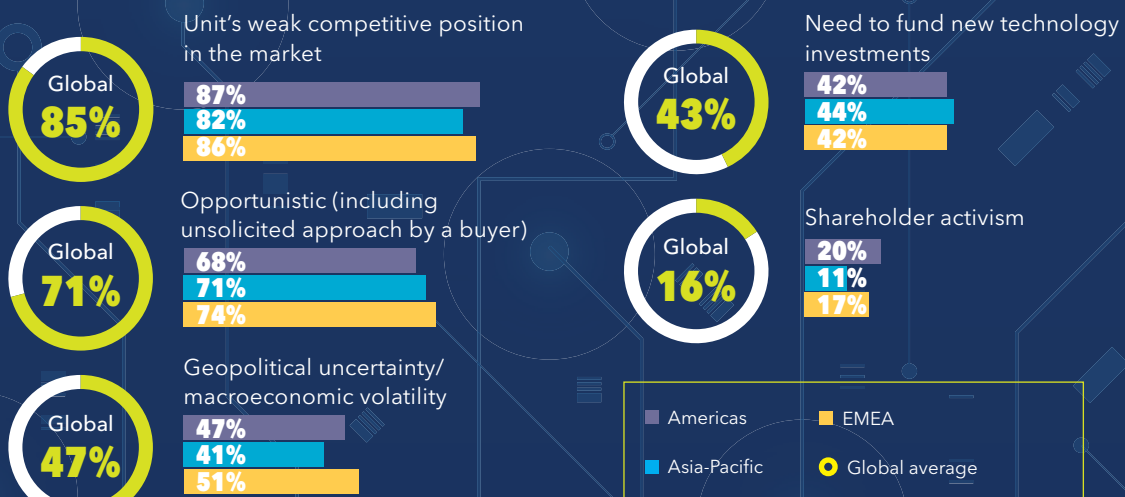 Unit's weak competitive position
in the market
Global
85%
87%
82%
86%
Opportunistic (including
unsolicited approach by a buyer)
Global
71%
68%
71%
74%
Geopolitical uncertainty/
macroeconomic volatility
Global
47%
47%
41%
51%
Need to fund new technology
investments
Global
43%
42%
44%
42%
Shareholder activism
Global
16%
20%
11%
17%
Americas
EMEA
Asia-Pacific
Global average